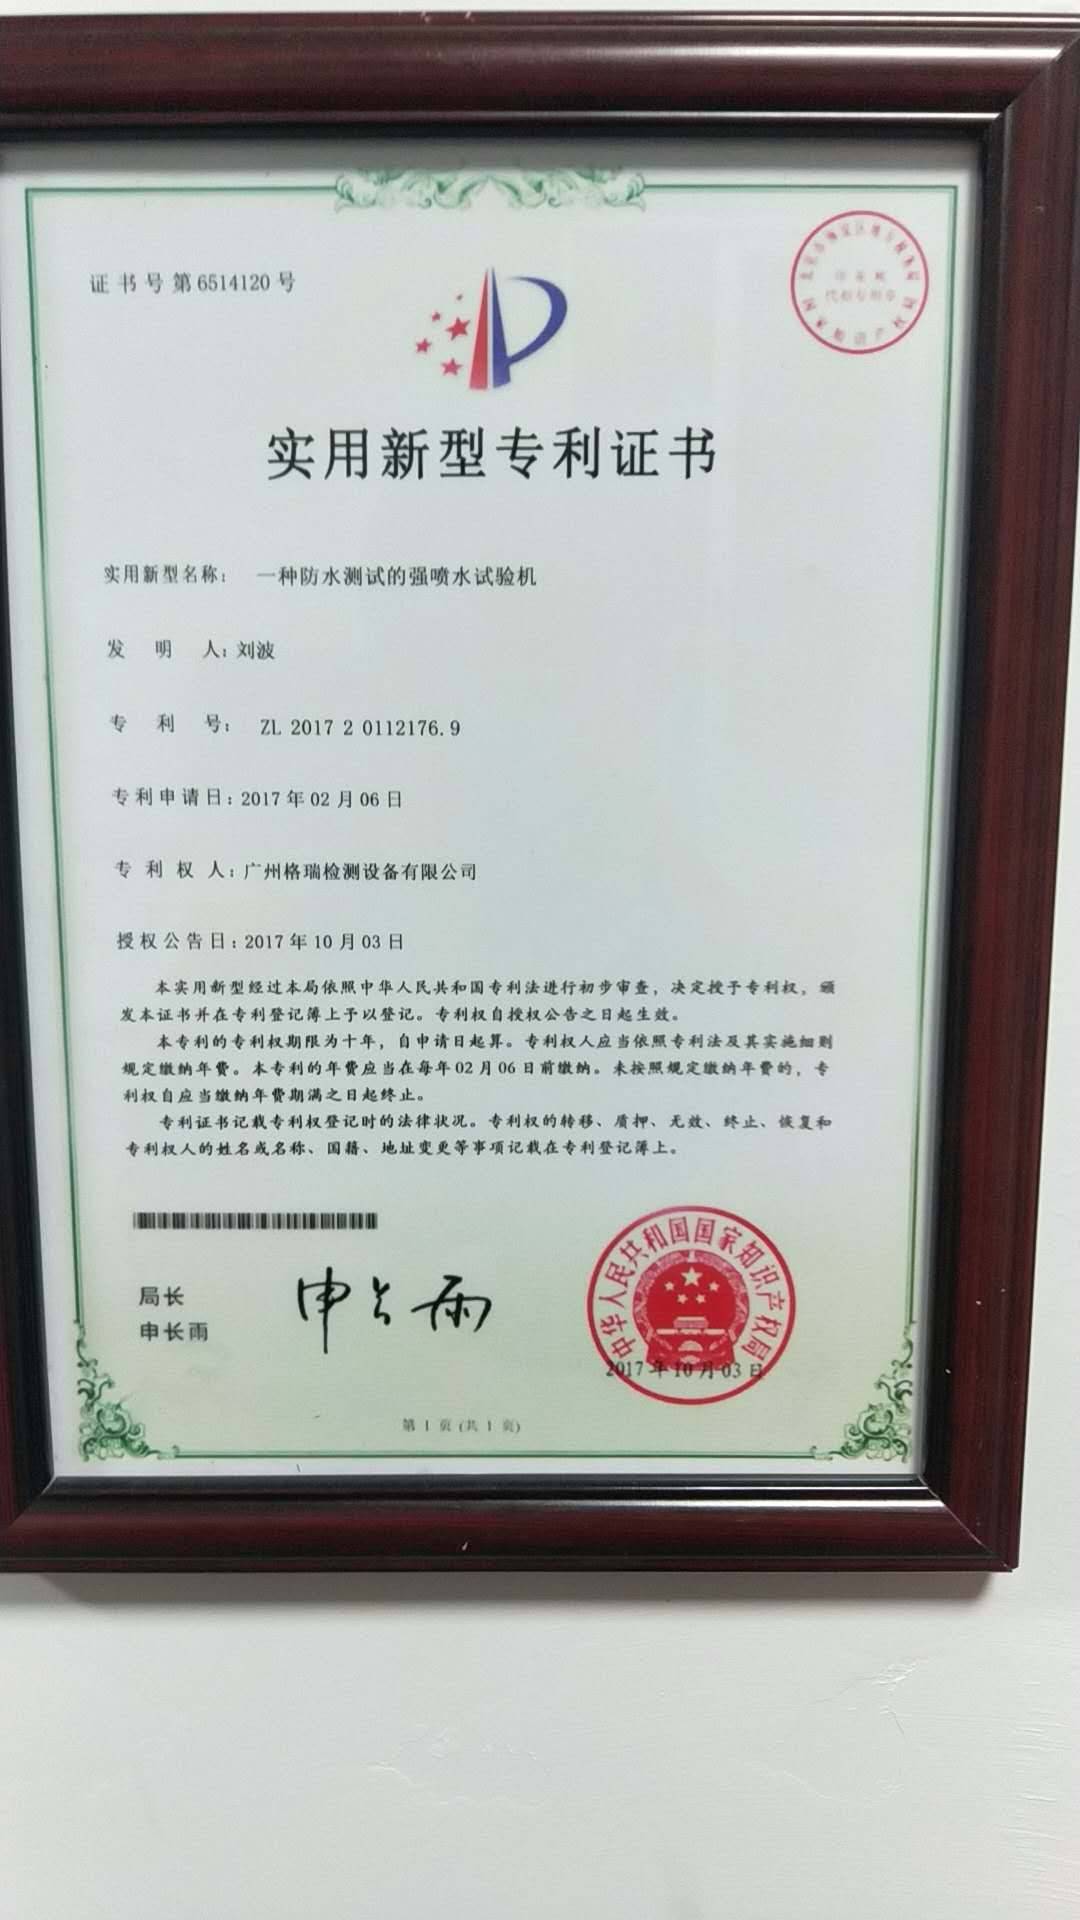 证书号第6514120号
实用新型专利证书
实用新型名称：一种防水测试的强喷水试验机
发明人：刘波
专利号：ZL 2017 2 0112176.9
专利申请日：2017年02月06日
专利权人：广州格瑞检测设备有限公司
授权公告日：2017年10月03日
本实用新型经过本局依照中华人民共和国专利法进行初步审查，决定授予专利权，颁
发本证书并在专利登记簿上予以登记。专利权自授权公告之日起生效。
本专利的专利权期限为十年，自申请日起算。专利权人应当依照专利法及其实施细则
规定缴纳年费。本专利的年费应当在每年02月06日前缴纳。未按照规定缴纳年费的，专
利权自应当缴纳年费期满之日起终止。
专利证书记载专利权登记时的法律状况。专利权的转移、质押、无效、终止、恢复和
专利权人的姓名或名称、国籍、地址变更等事项记载在专利登记簿上。
局长
申长雨
申长雨
中华人民共和国国家知识产权局
2017年10月03日
第1页(共1页)